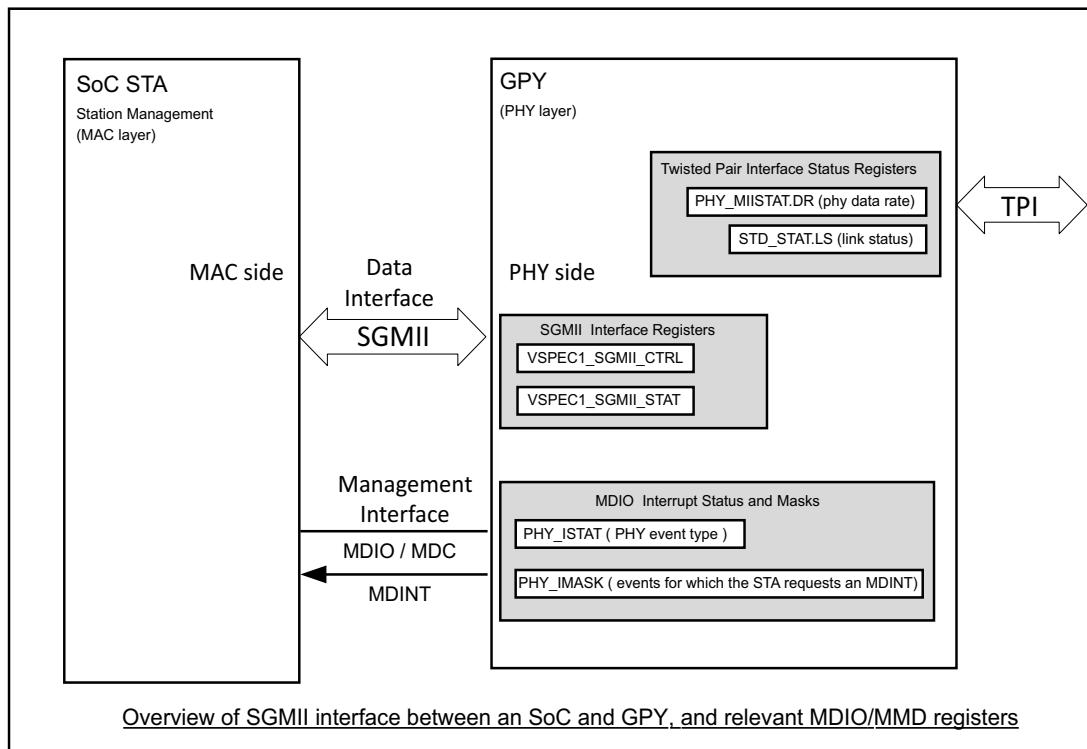 SoC STA
Station Management
(MAC layer)
MAC side
Data
Interface
SGMII
Management
Interface
MDIO / MDC
MDINT
GPY
(PHY layer)
PHY side
Twisted Pair Interface Status Registers
PHY_MIISTAT.DR (phy data rate)
STD_STAT.LS (link status)
TPI
SGMII Interface Registers
VSPEC1_SGMII_CTRL
VSPEC1_SGMII_STAT
MDIO Interrupt Status and Masks
PHY_ISTAT ( PHY event type )
PHY_IMASK ( events for which the STA requests an MDINT)
Overview of SGMII interface between an SoC and GPY, and relevant MDIO/MMD registers